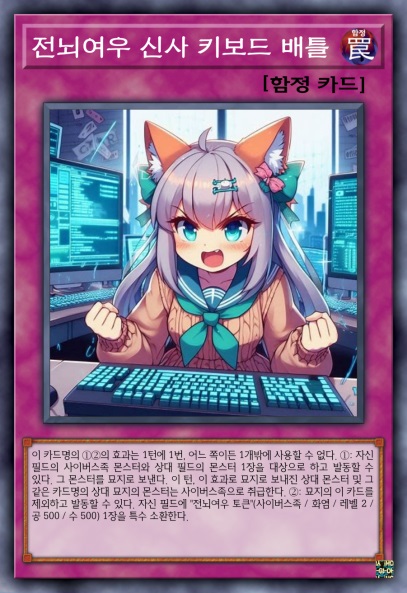 전뇌여우 신사 키보드 배틀
함정
罠
[함정 카드]
이 카드명의 ①②의 효과는 1턴에 1번, 어느 쪽이든 1개밖에 사용할 수 없다. ①: 자신
필드의 사이버스족 몬스터와 상대 필드의 몬스터 1장을 대상으로 하고 발동할 수
있다. 그 몬스터를 묘지로 보낸다. 이 턴, 이 효과로 묘지로 보내진 상대 몬스터 및 그
같은 카드명의 상대 묘지의 몬스터는 사이버스족으로 취급한다. ②: 묘지의 이 카드를
제외하고 발동할 수 있다. 자신 필드에 "전뇌여우 토큰"(사이버스족 / 화염 / 레벨 2 /
공 500 / 수 500) 1장을 특수 소환한다.